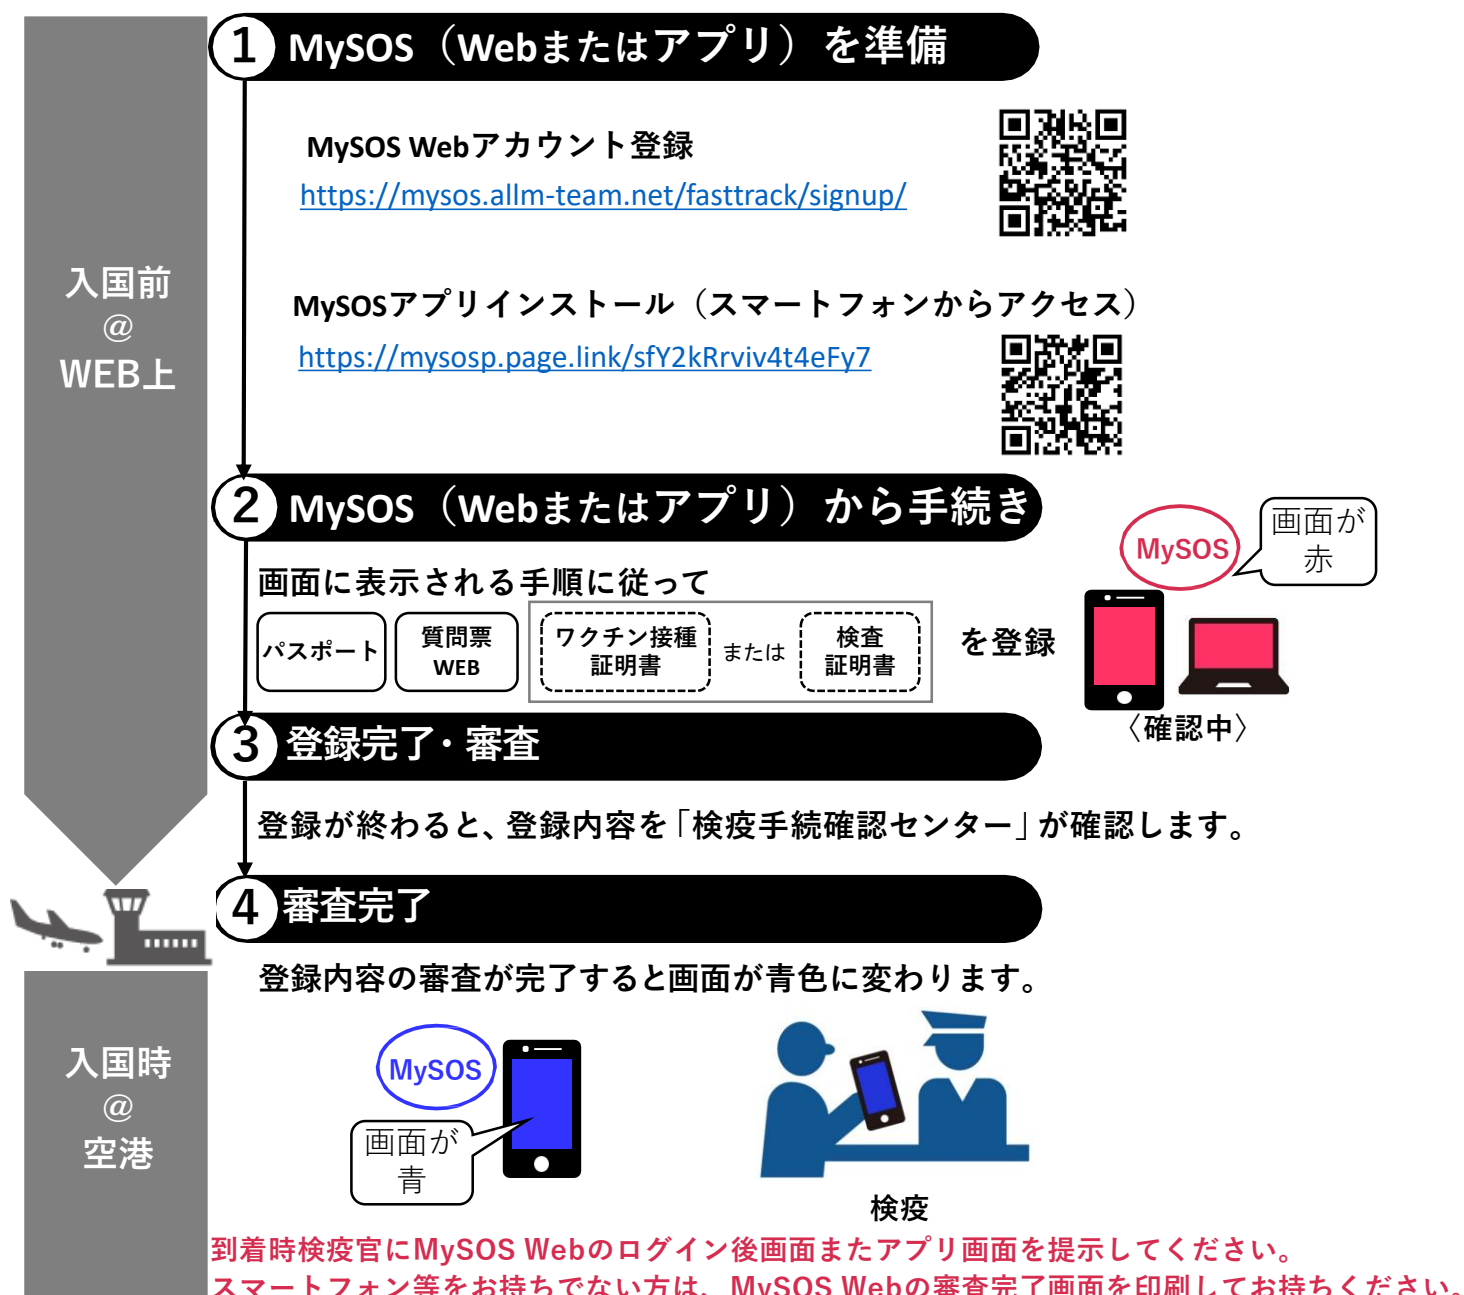 1 MySOS（Webまたはアプリ）を準備
MySOS Webアカウント登録
https://mysos.allm-team.net/fasttrack/signup/
入国前
@
WEB上
MySOSアプリインストール（スマートフォンからアクセス）
https://mysosp.page.link/sfY2kRrviv4t4eFy7
2 MySOS（Webまたはアプリ）から手続き
MySOS
画面が
赤
画面に表示される手順に従って
パスポート
質問票
WEB
ワクチン接種
証明書
または
検査
証明書
を登録
〈確認中〉
3 登録完了・審査
登録が終わると、登録内容を「検疫手続確認センター」が確認します。
4 審査完了
登録内容の審査が完了すると画面が青色に変わります。
入国時
@
空港
MySOS
画面が
青
検疫
到着時検疫官にMySOS Webのログイン後画面またアプリ画面を提示してください。
スマートフォン等をお持ちでない方は、MySOS Webの審査完了画面を印刷してお持ちください。